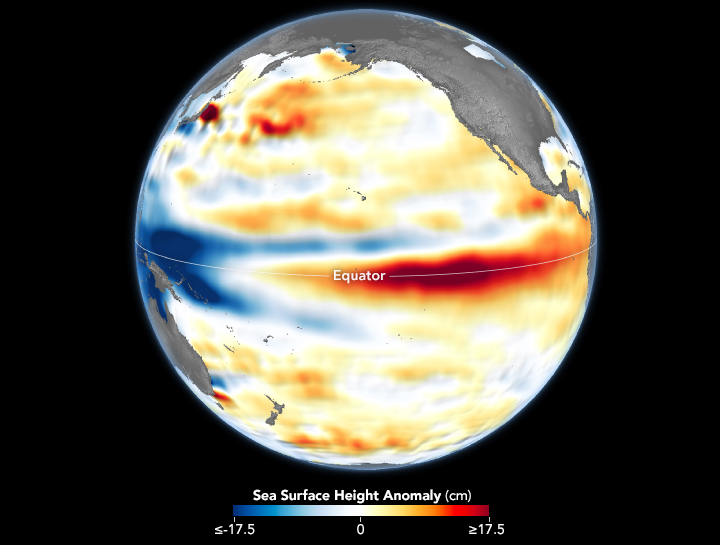 Equator
Sea Surface Height Anomaly (cm)
≤-17.5 0 ≥17.5